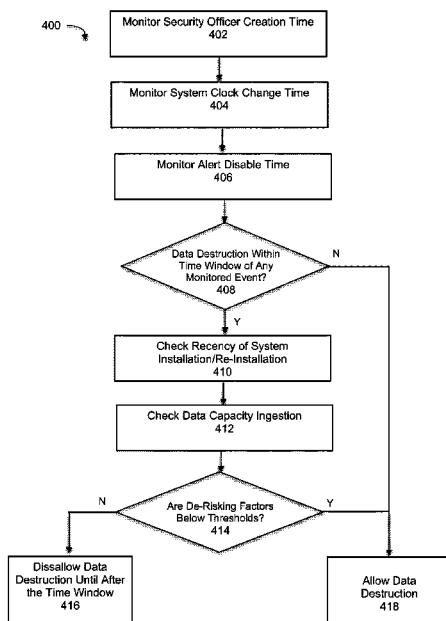 400
Monitor Security Officer Creation Time
402
Monitor System Clock Change Time
404
Monitor Alert Disable Time
406
Data Destruction Within
Time Window of Any
Monitored Event?
408
N
Y
Check Recency of System
Installation/Re-Installation
410
Check Data Capacity Ingestion
412
Are De-Risking Factors
Below Thresholds?
414
N
Y
Dissallow Data
Destruction Until After
the Time Window
416
Allow Data
Destruction
418